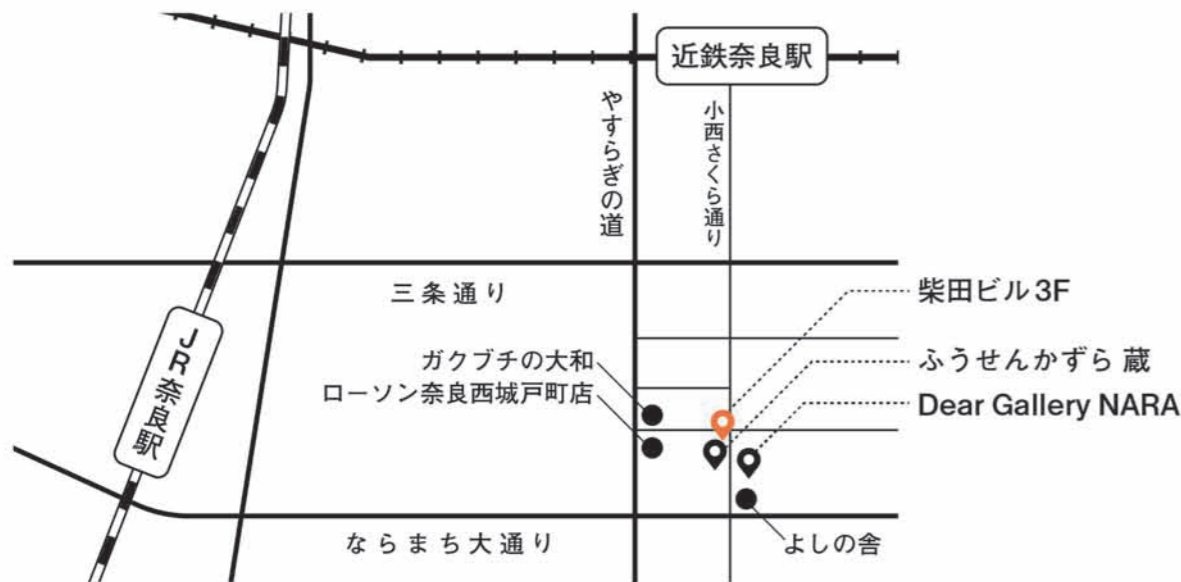 近鉄奈良駅
やすらぎの道
小西さくら通り
三条通り
柴田ビル3F
JR奈良駅
ガクブチの大和
ふうせんかずら 蔵
ローソン奈良西城戸町店
Dear Gallery NARA
ならまち大通り
よしの舎